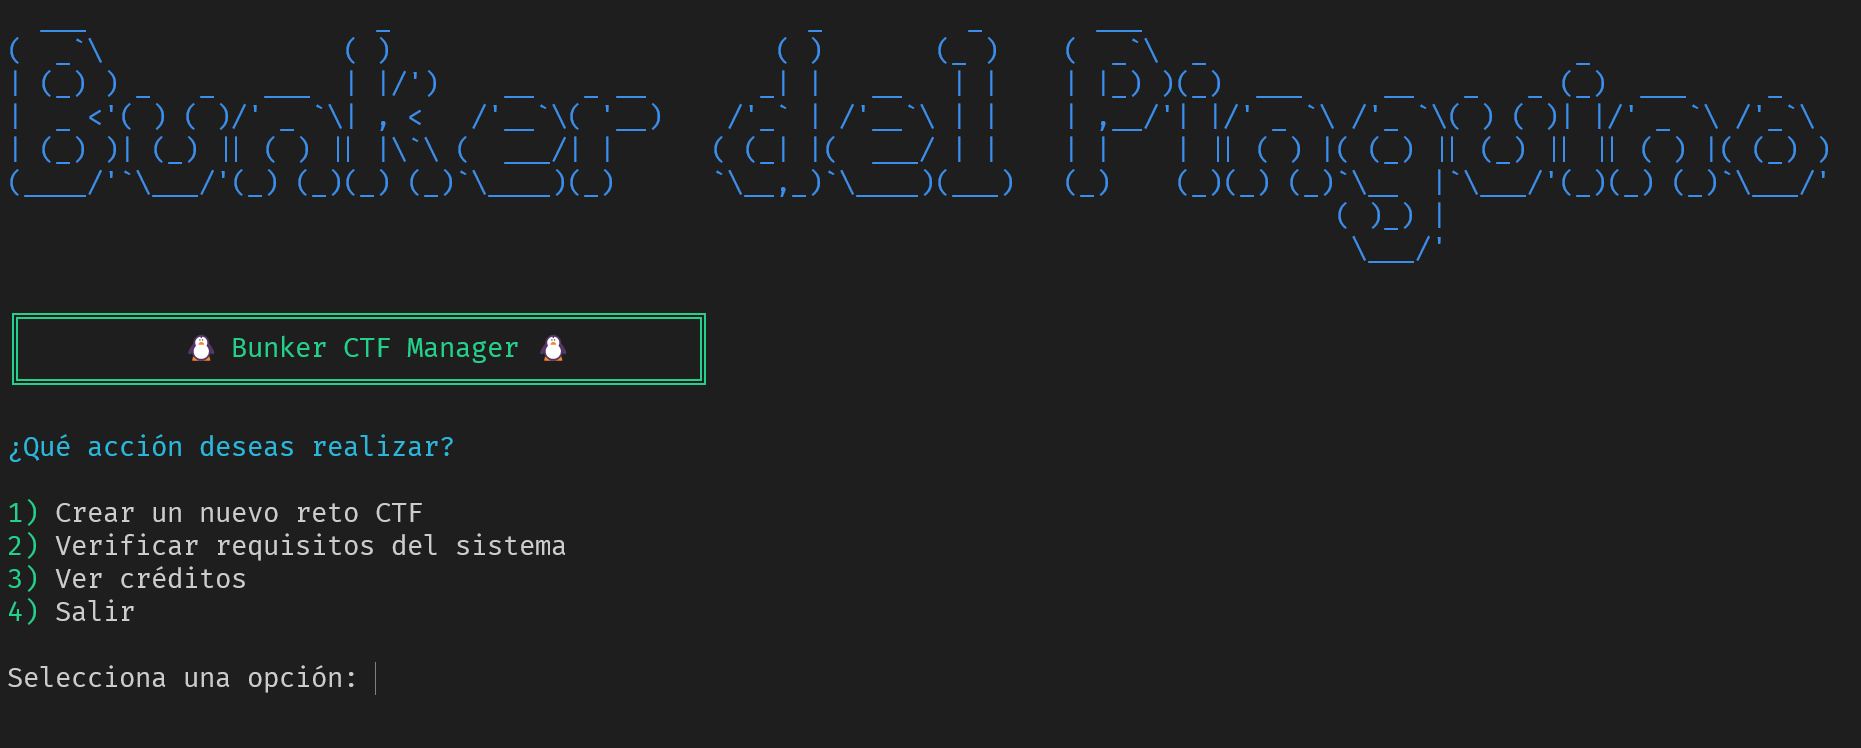 Bunker del Pinguino
🐧 Bunker CTF Manager 🐧
¿Qué acción deseas realizar?
1) Crear un nuevo reto CTF
2) Verificar requisitos del sistema
3) Ver créditos
4) Salir
Selecciona una opción: